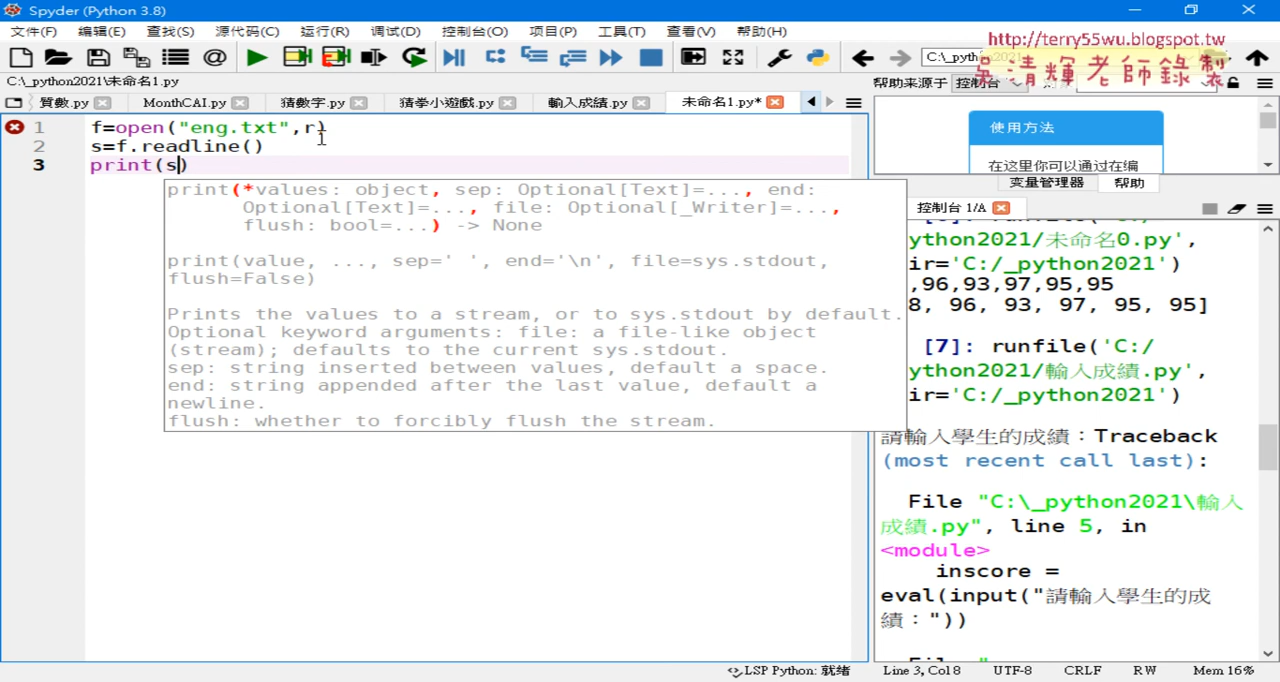 Spyder (Python 3.8)
文件(F) 编辑(E) 查找(S) 源代码(C) 运行(R) 调试(D) 控制台(O) 项目(P) 工具(T) 查看(V) 帮助(H)
http://terry55wu.blogspot.tw
吳清輝老師錄製
C:\_python2021\未命名1.py
帮助来源于 控制台
質數.py MonthCAI.py 猜數字.py 猜拳小遊戲.py 輸入成績.py 未命名1.py*
1 f=open("eng.txt",r)
2 s=f.readline()
3 print(s)
print(*values: object, sep: Optional[Text]=..., end:
Optional[Text]=..., file: Optional[_Writer]=...,
flush: bool=...) -> None
print(value, ..., sep=' ', end='\n', file=sys.stdout,
flush=False)
Prints the values to a stream, or to sys.stdout by default.
Optional keyword arguments: file: a file-like object
(stream); defaults to the current sys.stdout.
sep: string inserted between values, default a space.
end: string appended after the last value, default a
newline.
flush: whether to forcibly flush the stream.
使用方法
在这里你可以通过在编
变量管理器 帮助
控制台 1/A
ython2021/未命名0.py',
ir='C:/_python2021')
,96,93,97,95,95
8, 96, 93, 97, 95, 95]
[7]: runfile('C:/
ython2021/輸入成績.py',
ir='C:/_python2021')
請輸入學生的成績：Traceback
(most recent call last):
File "C:\_python2021\輸入
成績.py", line 5, in
<module>
inscore =
eval(input("請輸入學生的成
績："))
LSP Python: 就绪 Line 3, Col 8 UTF-8 CRLF RW Mem 16%